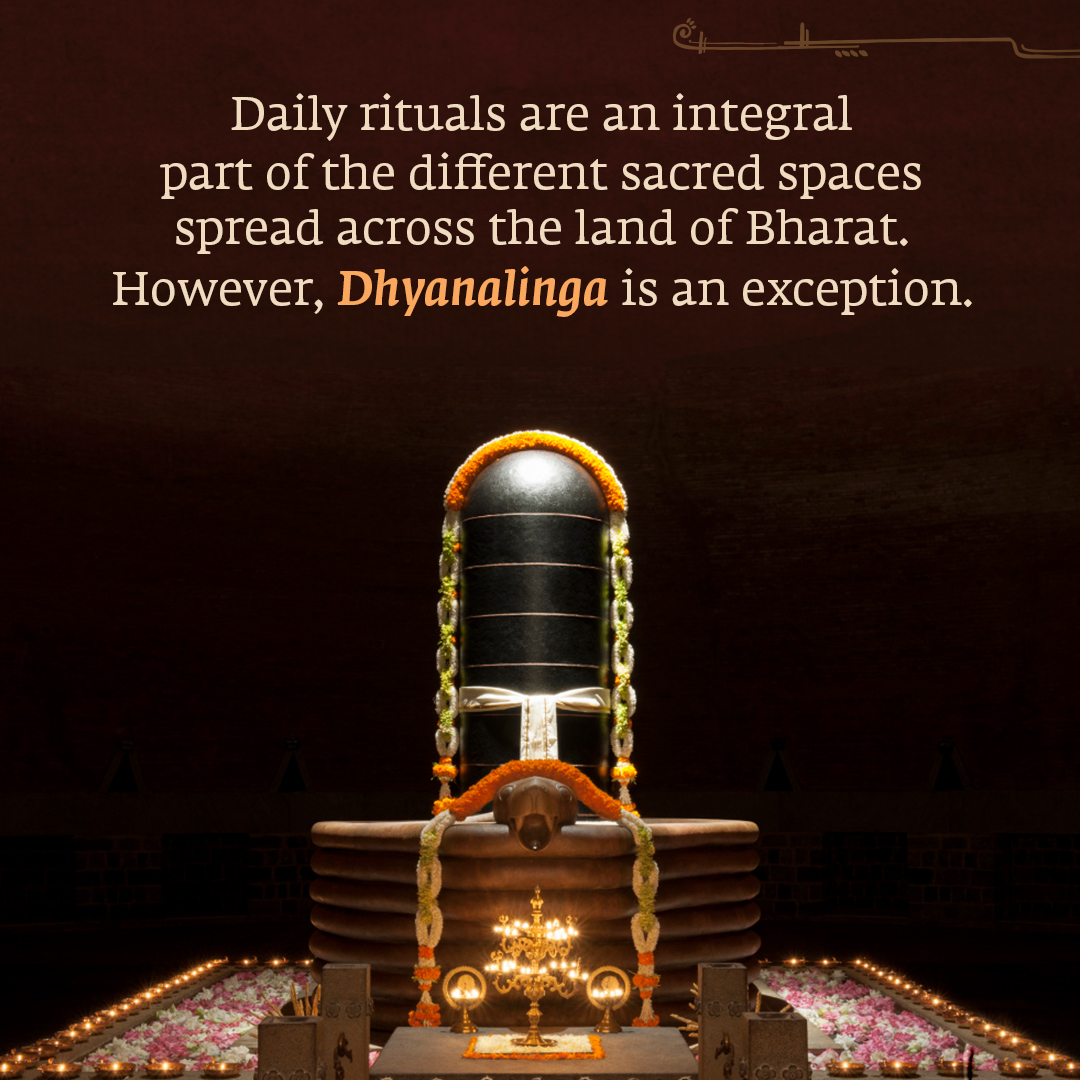 Daily rituals are an integral
part of the different sacred spaces
spread across the land of Bharat.
However, Dhyanalinga is an exception.